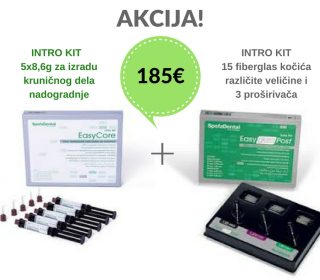 AKCIJA!
INTRO KIT
5x8,6g za izradu
kruničnog dela
nadogradnje
185€
INTRO KIT
15 fiberglas kočića
različite veličine i
3 proširivača
SpofaDental
EasyCore
+
SpofaDental
Easy Post